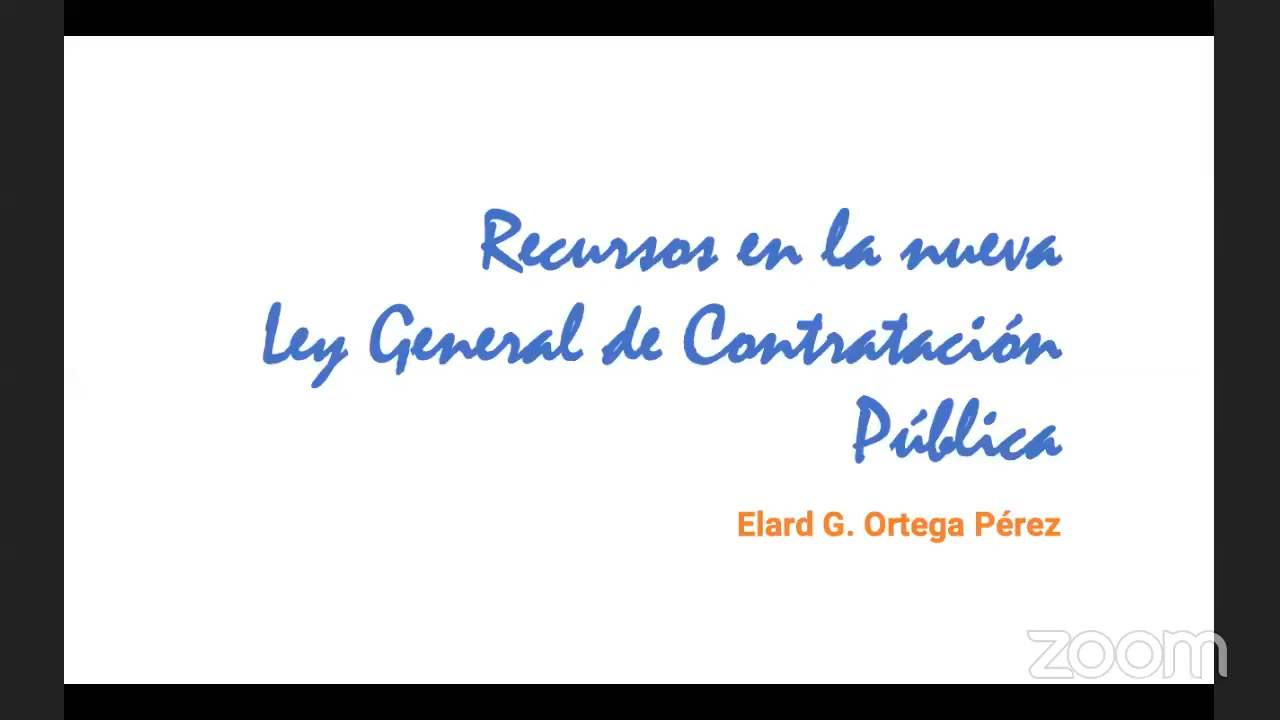 Recursos en la nueva
Ley General de Contratación
Pública
Elard G. Ortega Pérez
zoom